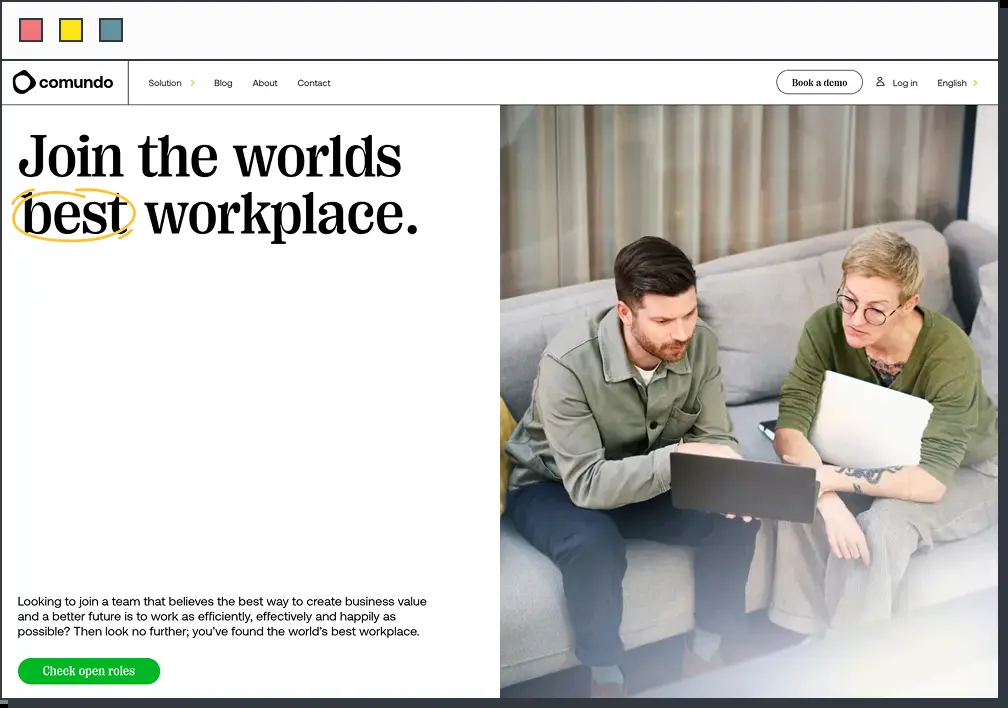 comundo
Solution
Blog
About
Contact
Book a demo
Log in
English
Join the worlds
best workplace.
Looking to join a team that believes the best way to create business value
and a better future is to work as efficiently, effectively and happily as
possible? Then look no further; you’ve found the world’s best workplace.
Check open roles